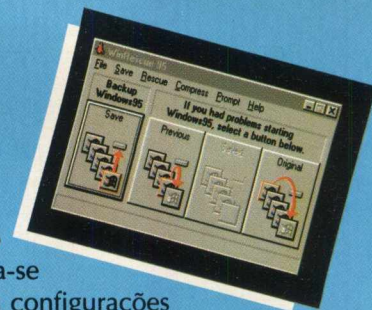 WinRescue 95
File Save Rescue Compress Prompt Help
Backup
Windows95
If you had problems starting
Windows95, select a button below.
Save
Previous
Original
a-se
configurações